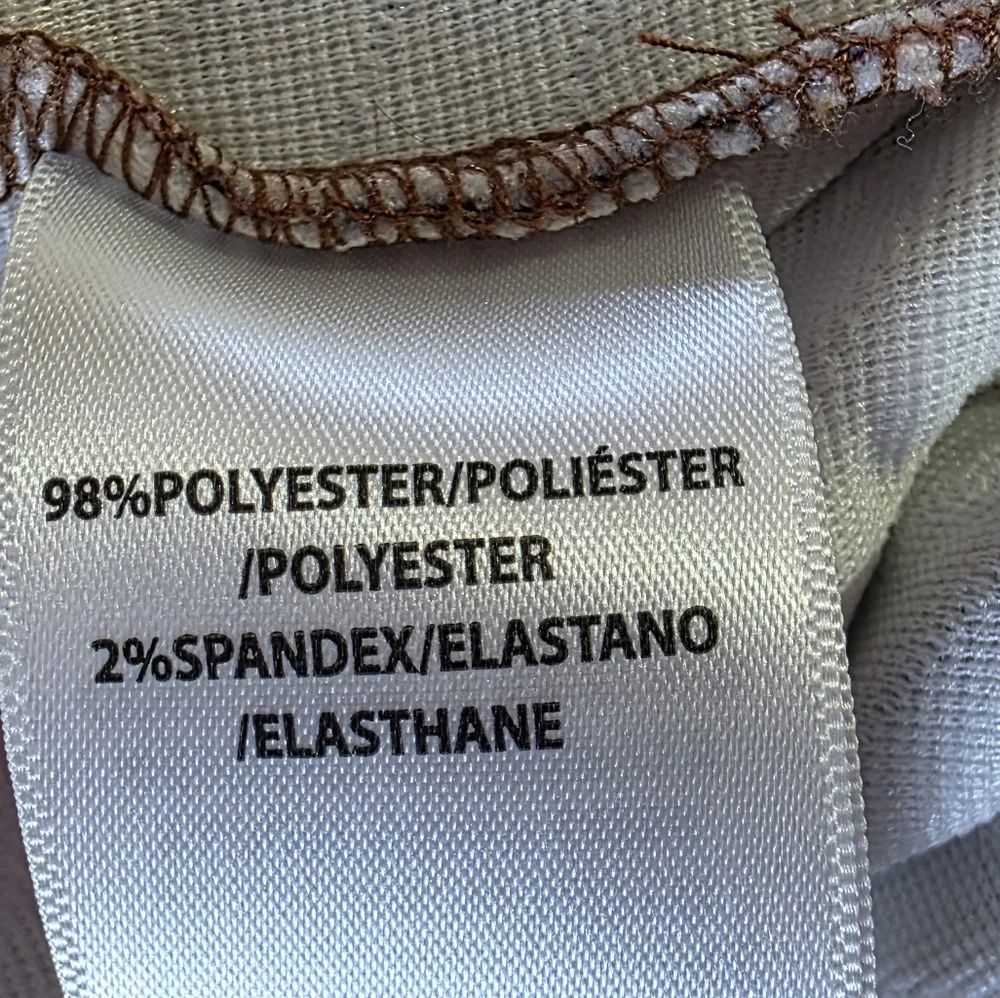 98%POLYESTER/POLIÉSTER
/POLYESTER
2%SPANDEX/ELASTANO
/ELASTHANE